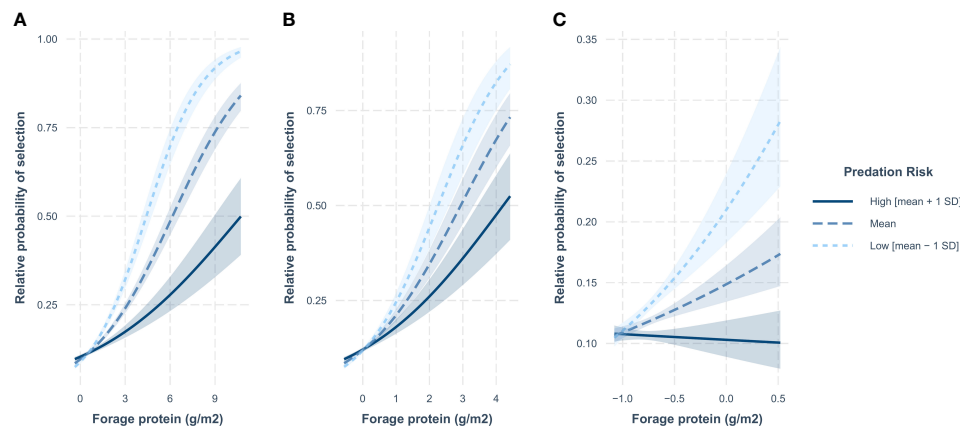 A
B
C
Relative probability of selection
1.00
0.75
0.50
0.25
0
3
6
9
Forage protein (g/m2)
Relative probability of selection
0.75
0.50
0.25
0
1
2
3
4
Forage protein (g/m2)
Relative probability of selection
0.35
0.30
0.25
0.20
0.15
0.10
−1.0
−0.5
0.0
0.5
Forage protein (g/m2)
Predation Risk
High [mean + 1 SD]
Mean
Low [mean − 1 SD]